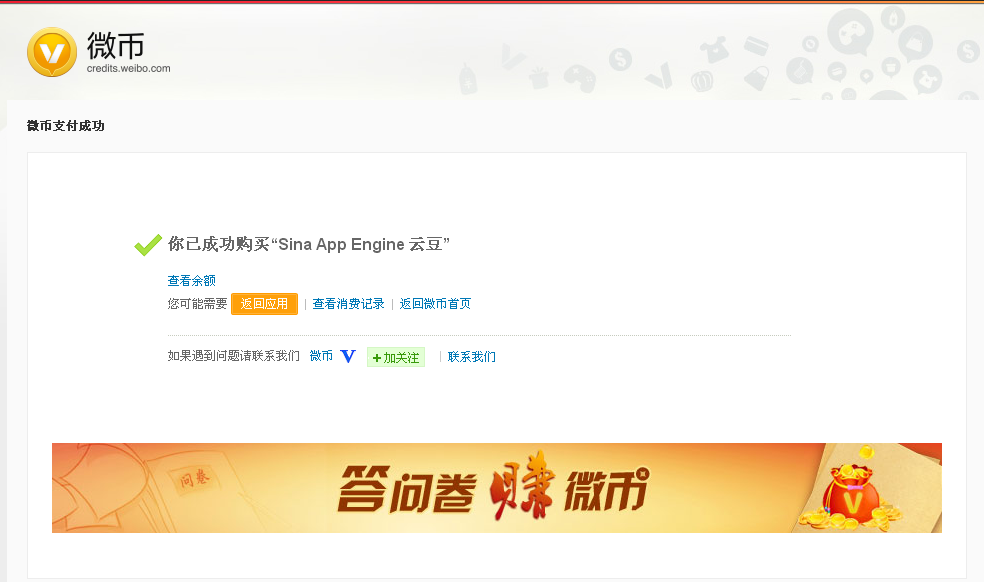 微币
credits.weibo.com
微币支付成功
你已成功购买“Sina App Engine 云豆”
查看余额
您可能需要 返回应用 | 查看消费记录 | 返回微币首页
如果遇到问题请联系我们 微币 V +加关注 | 联系我们
问卷
答问卷 赚 微币